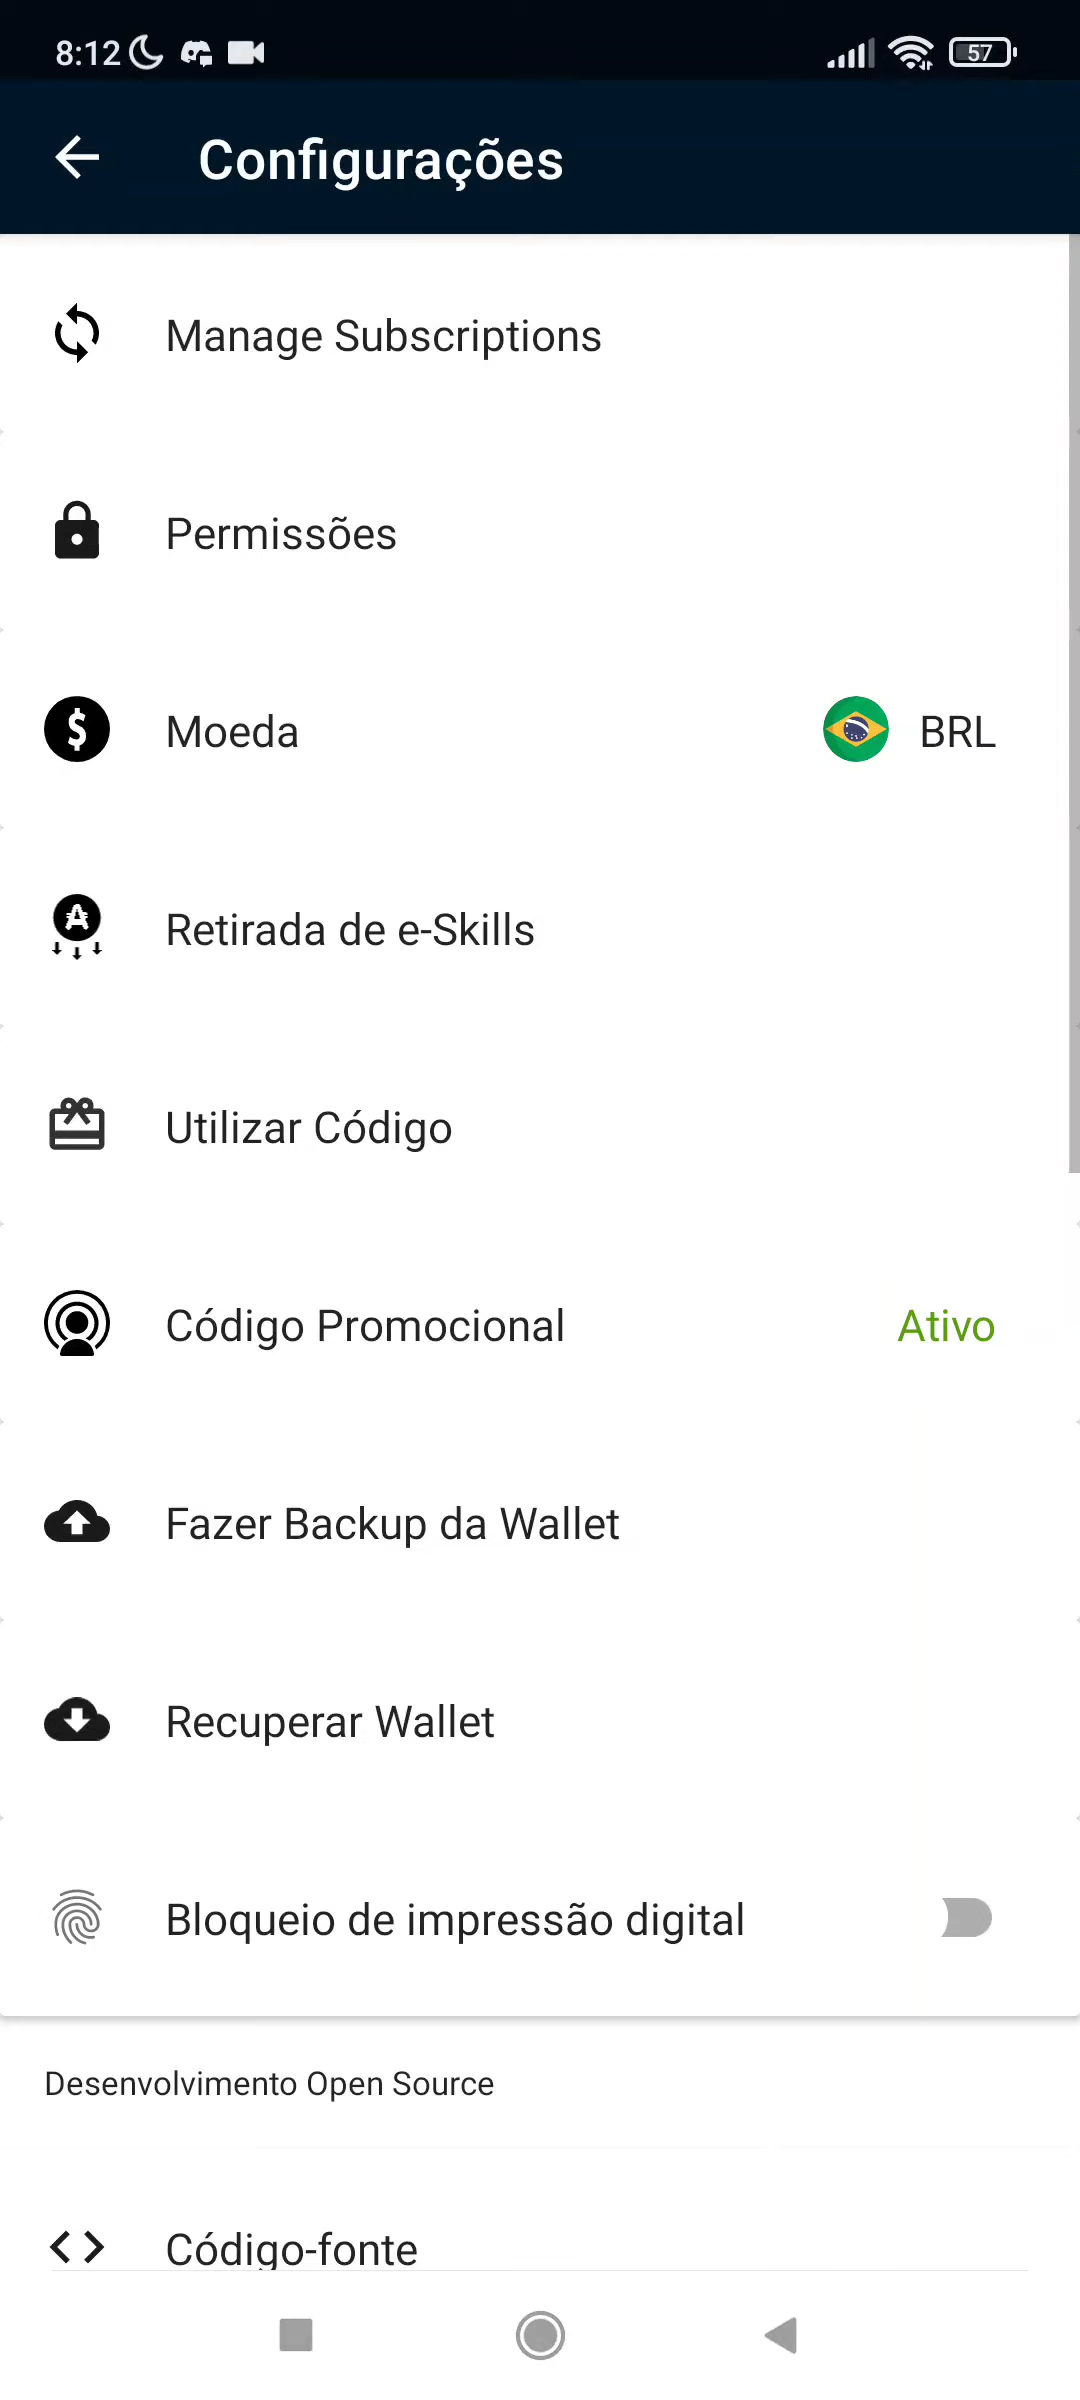 8:12
57
Configurações
Manage Subscriptions
Permissões
Moeda BRL
Retirada de e-Skills
Utilizar Código
Código Promocional Ativo
Fazer Backup da Wallet
Recuperar Wallet
Bloqueio de impressão digital
Desenvolvimento Open Source
Código-fonte